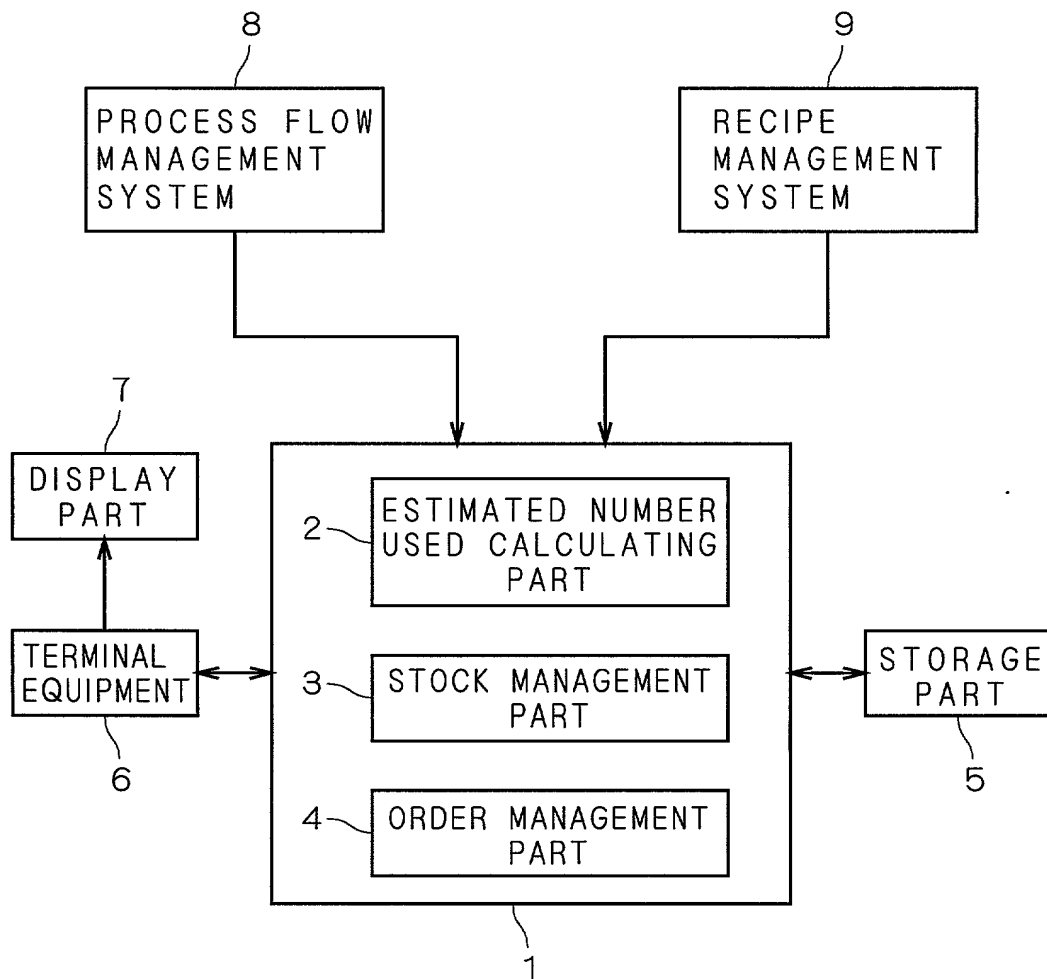 8
9
PROCESS FLOW
MANAGEMENT
SYSTEM
RECIPE
MANAGEMENT
SYSTEM
7
DISPLAY
PART
2
ESTIMATED NUMBER
USED CALCULATING
PART
TERMINAL
EQUIPMENT
6
3
STOCK MANAGEMENT
PART
STORAGE
PART
5
4
ORDER MANAGEMENT
PART
1